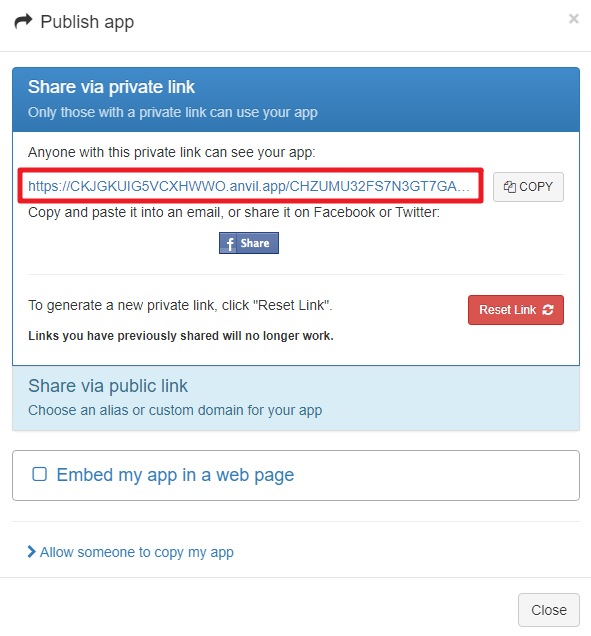 Publish app
×
Share via private link
Only those with a private link can use your app
Anyone with this private link can see your app:
https://CKJGKUIG5VCXHWWO.anvil.app/CHZUMU32FS7N3GT7GA... COPY
Copy and paste it into an email, or share it on Facebook or Twitter:
f Share
To generate a new private link, click "Reset Link". Reset Link
Links you have previously shared will no longer work.
Share via public link
Choose an alias or custom domain for your app
Embed my app in a web page
Allow someone to copy my app
Close